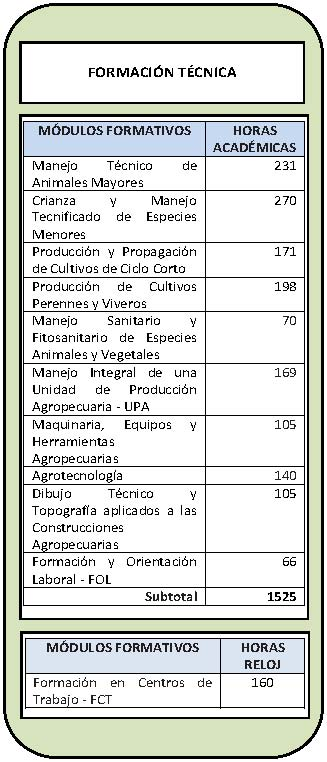 FORMACIÓN TÉCNICA
MÓDULOS FORMATIVOS HORAS
ACADÉMICAS
Manejo Técnico de 231
Animales Mayores
Crianza y Manejo 270
Tecnificado de Especies
Menores
Producción y Propagación 171
de Cultivos de Ciclo Corto
Producción de Cultivos 198
Perennes y Viveros
Manejo Sanitario y 70
Fitosanitario de Especies
Animales y Vegetales
Manejo Integral de una 169
Unidad de Producción
Agropecuaria - UPA
Maquinaria, Equipos y 105
Herramientas
Agropecuarias
Agrotecnología 140
Dibujo Técnico y 105
Topografía aplicados a las
Construcciones
Agropecuarias
Formación y Orientación 66
Laboral - FOL
Subtotal 1525
MÓDULOS FORMATIVOS HORAS
RELOJ
Formación en Centros de 160
Trabajo - FCT